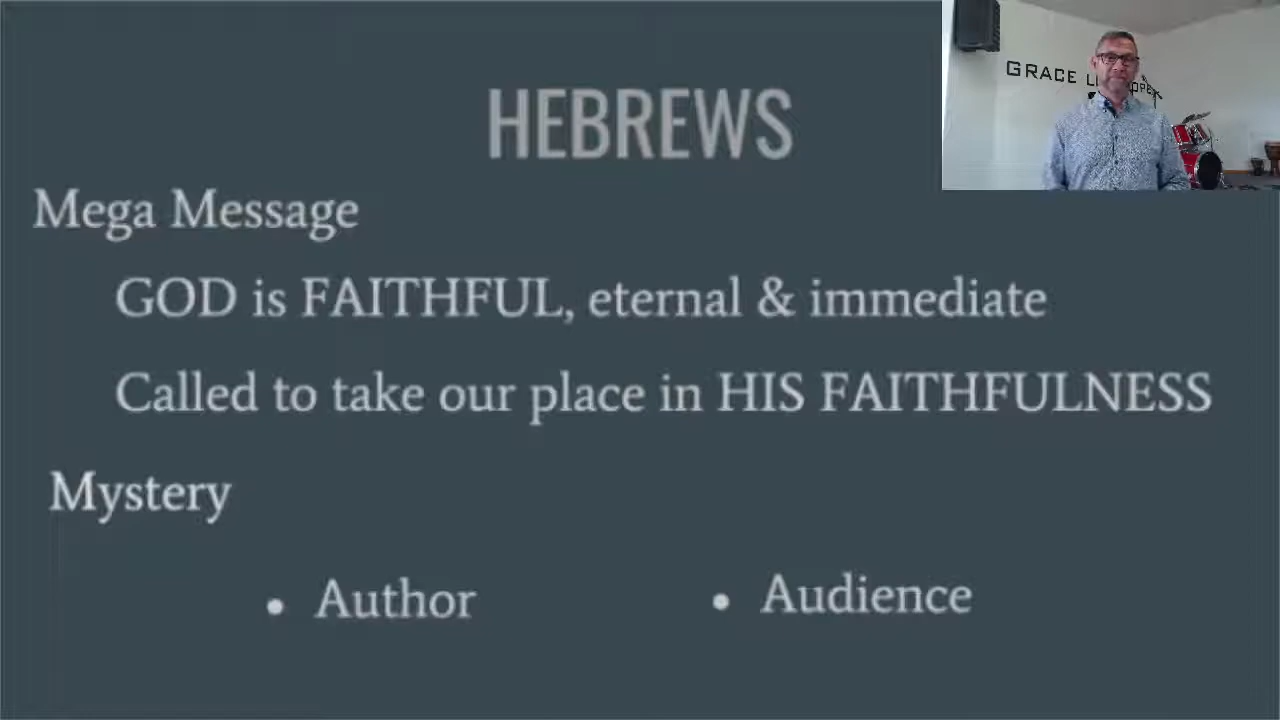 HEBREWS
GRACE
Mega Message
GOD is FAITHFUL, eternal & immediate
Called to take our place in HIS FAITHFULNESS
Mystery
• Author
• Audience